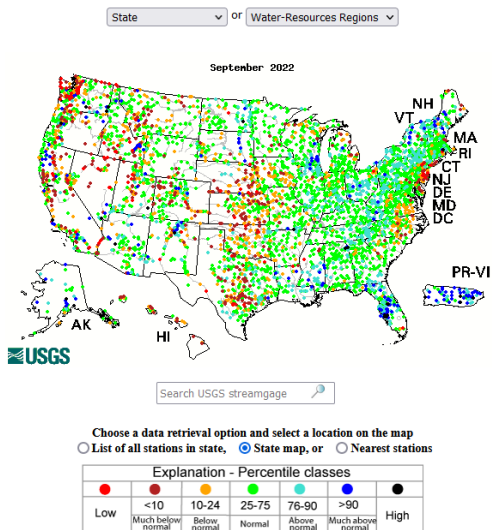 State or Water-Resources Regions
September 2022
NH
VT
MA
RI
CT
NJ
DE
MD
DC
PR-VI
AK
HI
USGS
Search USGS streamgage
Choose a data retrieval option and select a location on the map
List of all stations in state, State map, or Nearest stations
Explanation - Percentile classes
Low <10 10-24 25-75 76-90 >90 High
Much below normal Below normal Normal Above normal Much above normal